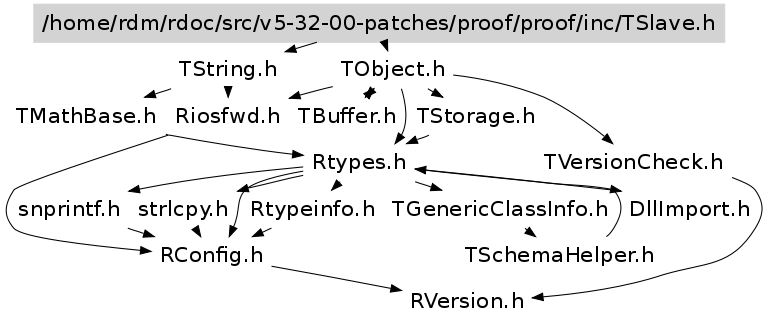 /home/rdm/rdoc/src/v5-32-00-patches/proof/proof/inc/TSlave.h
TString.h
TObject.h
TMathBase.h
Riosfwd.h
TBuffer.h
TStorage.h
Rtypes.h
TVersionCheck.h
snprintf.h
strlcpy.h
Rtypeinfo.h
TGenericClassInfo.h
DllImport.h
RConfig.h
TSchemaHelper.h
RVersion.h